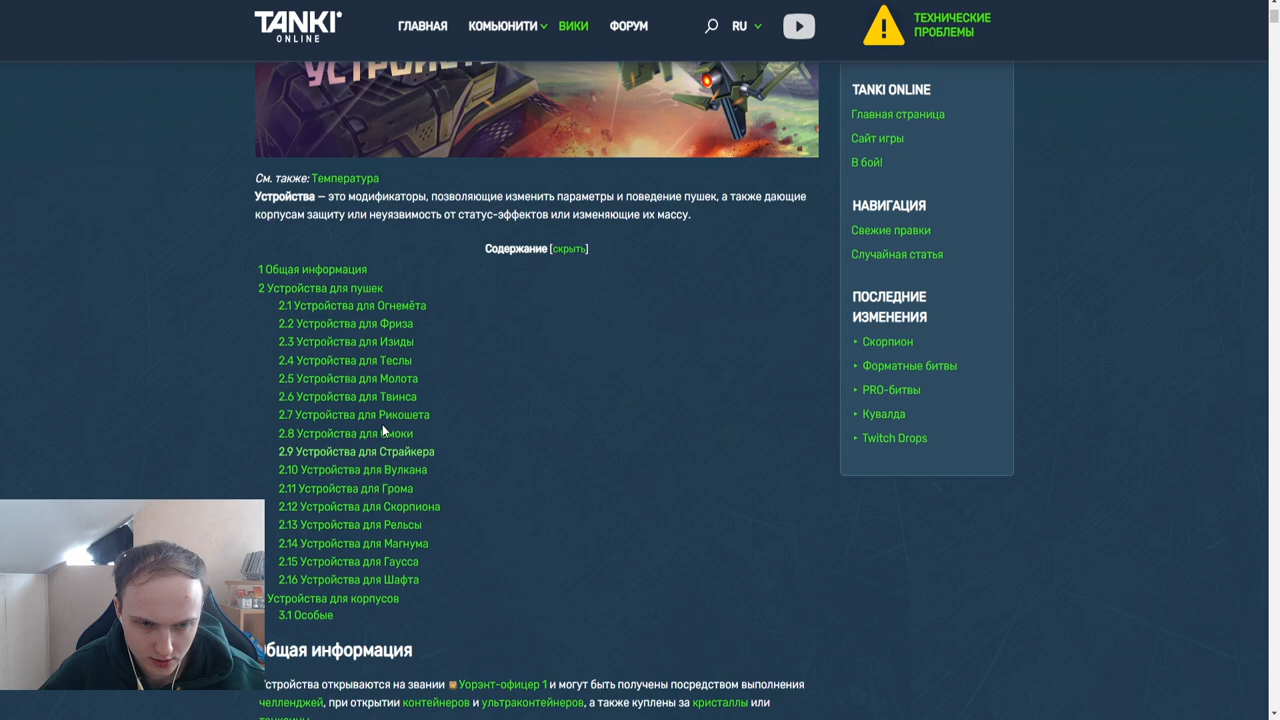 TANKI
ONLINE
ГЛАВНАЯ
КОМЬЮНИТИ
ВИКИ
ФОРУМ
RU
ТЕХНИЧЕСКИЕ
ПРОБЛЕМЫ
УСТРОЙСТВА
См. также: Температура
Устройства — это модификаторы, позволяющие изменить параметры и поведение пушек, а также дающие
корпусам защиту или неуязвимость от статус-эффектов или изменяющие их массу.
Содержание [скрыть]
1 Общая информация
2 Устройства для пушек
2.1 Устройства для Огнемёта
2.2 Устройства для Фриза
2.3 Устройства для Изиды
2.4 Устройства для Теслы
2.5 Устройства для Молота
2.6 Устройства для Твинса
2.7 Устройства для Рикошета
2.8 Устройства для Смоки
2.9 Устройства для Страйкера
2.10 Устройства для Вулкана
2.11 Устройства для Грома
2.12 Устройства для Скорпиона
2.13 Устройства для Рельсы
2.14 Устройства для Магнума
2.15 Устройства для Гаусса
2.16 Устройства для Шафта
Устройства для корпусов
3.1 Особые
Общая информация
Устройства открываются на звании Уорэнт-офицер 1 и могут быть получены посредством выполнения
челленджей, при открытии контейнеров и ультраконтейнеров, а также куплены за кристаллы или
TANKI ONLINE
Главная страница
Сайт игры
В бой!
НАВИГАЦИЯ
Свежие правки
Случайная статья
ПОСЛЕДНИЕ
ИЗМЕНЕНИЯ
Скорпион
Форматные битвы
PRO-битвы
Кувалда
Twitch Drops